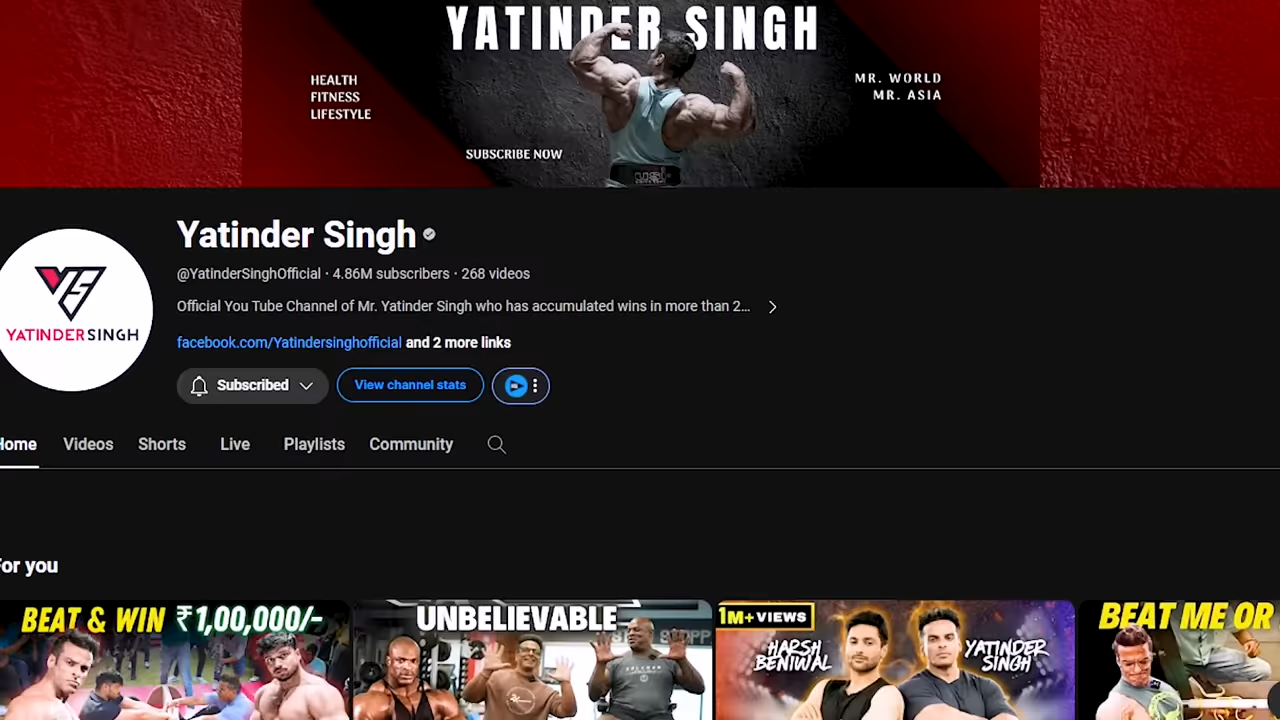 YATINDER SINGH
HEALTH
FITNESS
LIFESTYLE
MR. WORLD
MR. ASIA
SUBSCRIBE NOW
Yatinder Singh
@YatinderSinghOfficial · 4.86M subscribers · 268 videos
Official You Tube Channel of Mr. Yatinder Singh who has accumulated wins in more than 2...
facebook.com/Yatindersinghofficial and 2 more links
YATINDERSINGH
Subscribed
View channel stats
Home Videos Shorts Live Playlists Community
For you
BEAT & WIN ₹1,00,000/-
UNBELIEVABLE
1M+ VIEWS
HARSH
BENIWAL
YATINDER
SINGH
BEAT ME OR